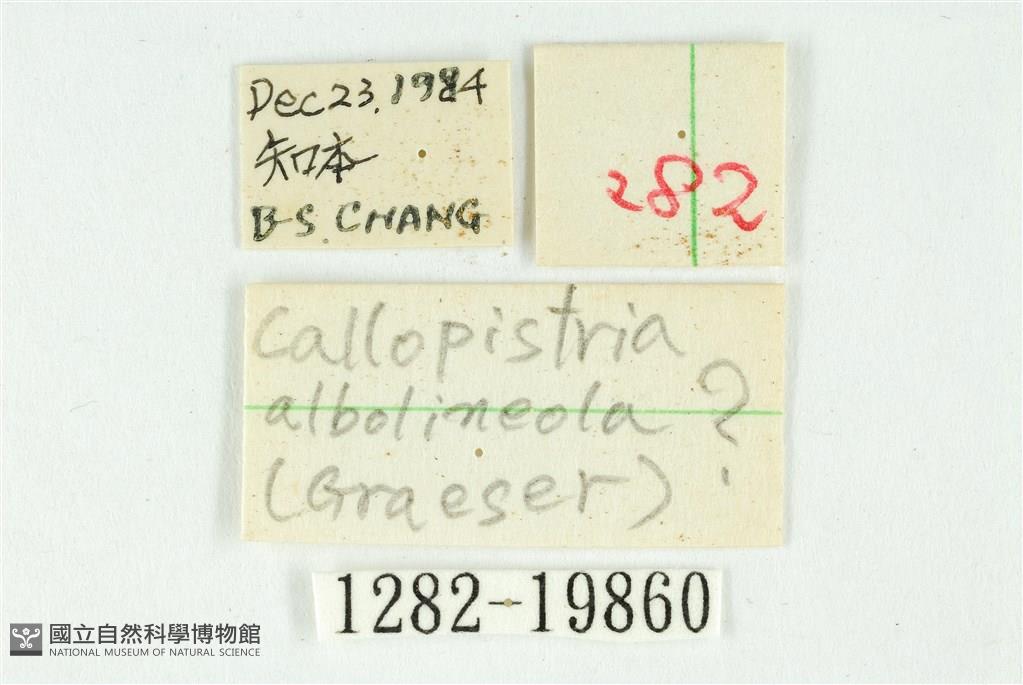 Dec 23, 1984
知本
B-S. CHANG
282
Callopistria
albolineola ?
(Graeser)
1282-19860
國立自然科學博物館
NATIONAL MUSEUM OF NATURAL SCIENCE